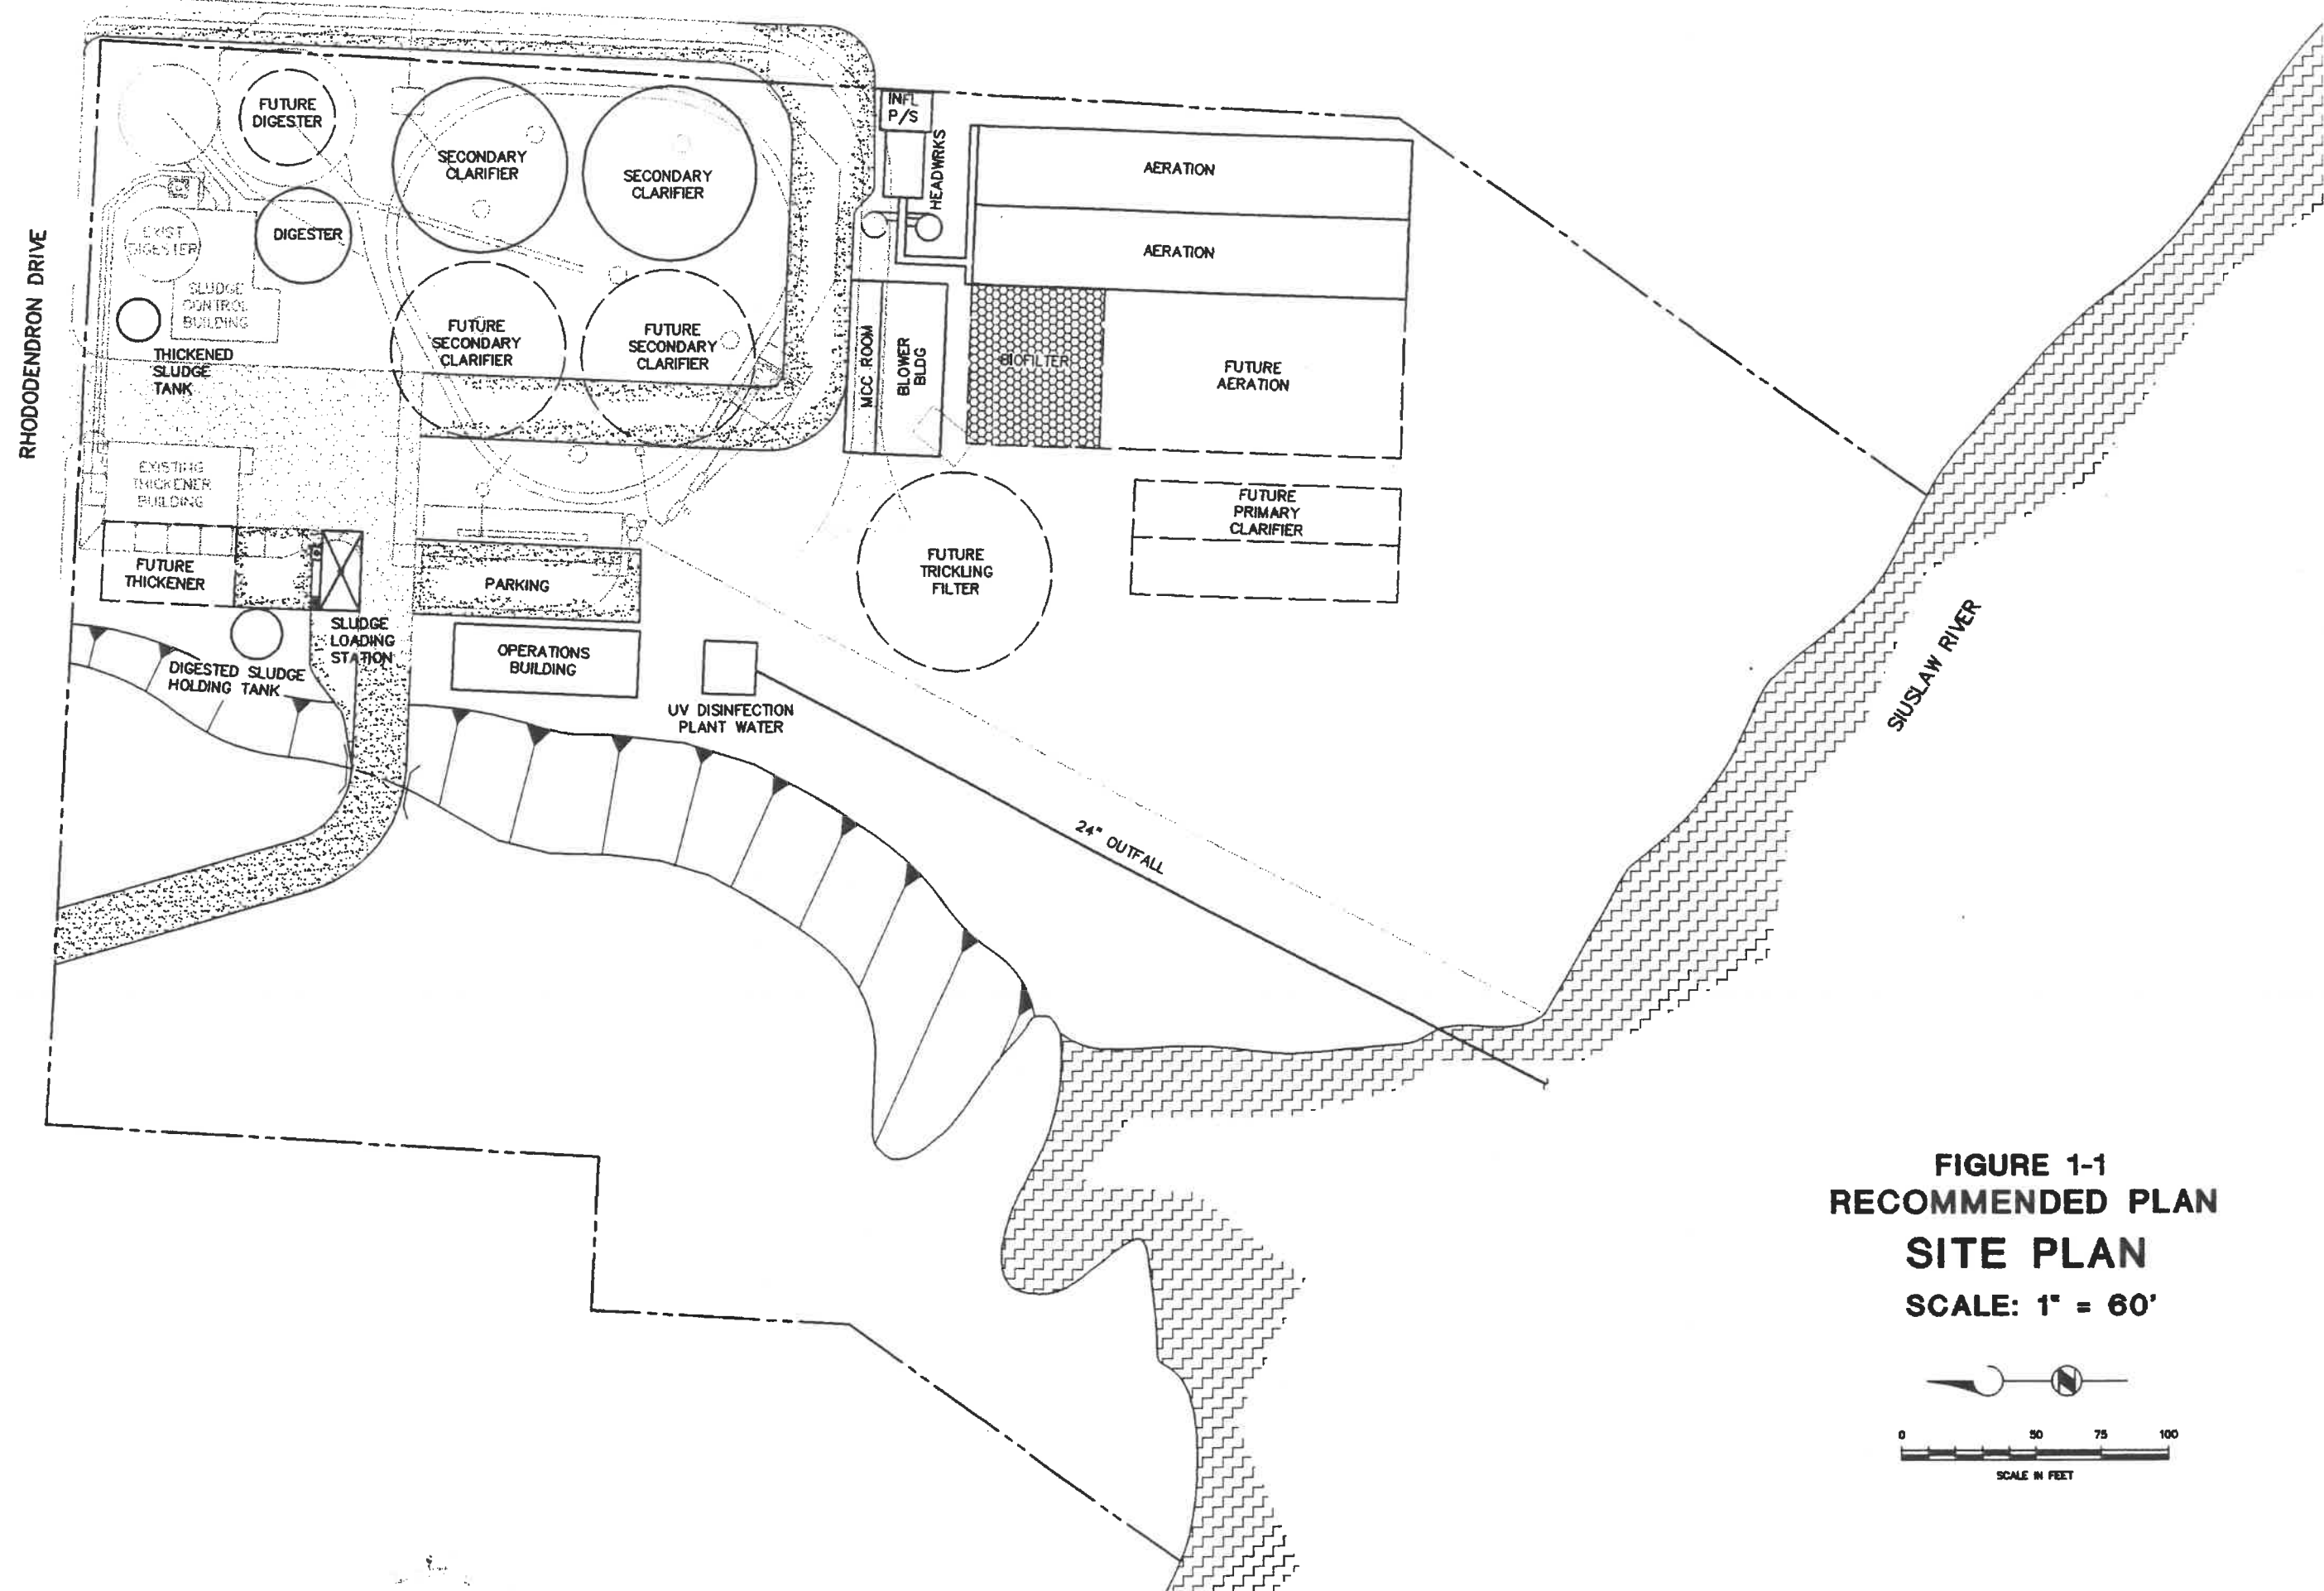 RHODODENDRON DRIVE
FUTURE
DIGESTER
SECONDARY
CLARIFIER
SECONDARY
CLARIFIER
INFL
P/S
HEADWRKS
AERATION
AERATION
EXIST
DIGESTER
DIGESTER
SLUDGE
CONTROL
BUILDING
THICKENED
SLUDGE
TANK
FUTURE
SECONDARY
CLARIFIER
FUTURE
SECONDARY
CLARIFIER
MCC ROOM
BLOWER
BLDG
BIOFILTER
FUTURE
AERATION
EXISTING
THICKENER
BUILDING
FUTURE
THICKENER
PARKING
FUTURE
TRICKLING
FILTER
FUTURE
PRIMARY
CLARIFIER
SLUDGE
LOADING
STATION
DIGESTED SLUDGE
HOLDING TANK
OPERATIONS
BUILDING
UV DISINFECTION
PLANT WATER
24" OUTFALL
SIUSLAW RIVER
FIGURE 1-1
RECOMMENDED PLAN
SITE PLAN
SCALE: 1" = 60'
N
0 50 75 100
SCALE IN FEET